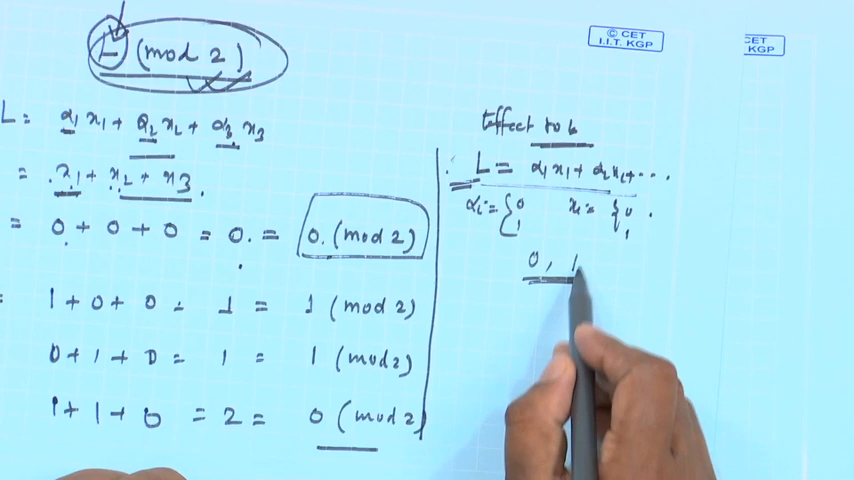 L (mod 2)
L = α₁x₁ + α₂x₂ + α₃x₃
= x₁ + x₂ + x₃.
= 0 + 0 + 0 = 0. = 0. (mod 2)
= 1 + 0 + 0 = 1 = 1 (mod 2)
0 + 1 + 0 = 1 = 1 (mod 2)
1 + 1 + 0 = 2 = 0 (mod 2)
© CET
I.I.T. KGP
CET
KGP
Effect to
L = α₁x₁ + α₂x₂ + ...
αᵢ = { 0 1 xᵢ = { 0 1
0, 1